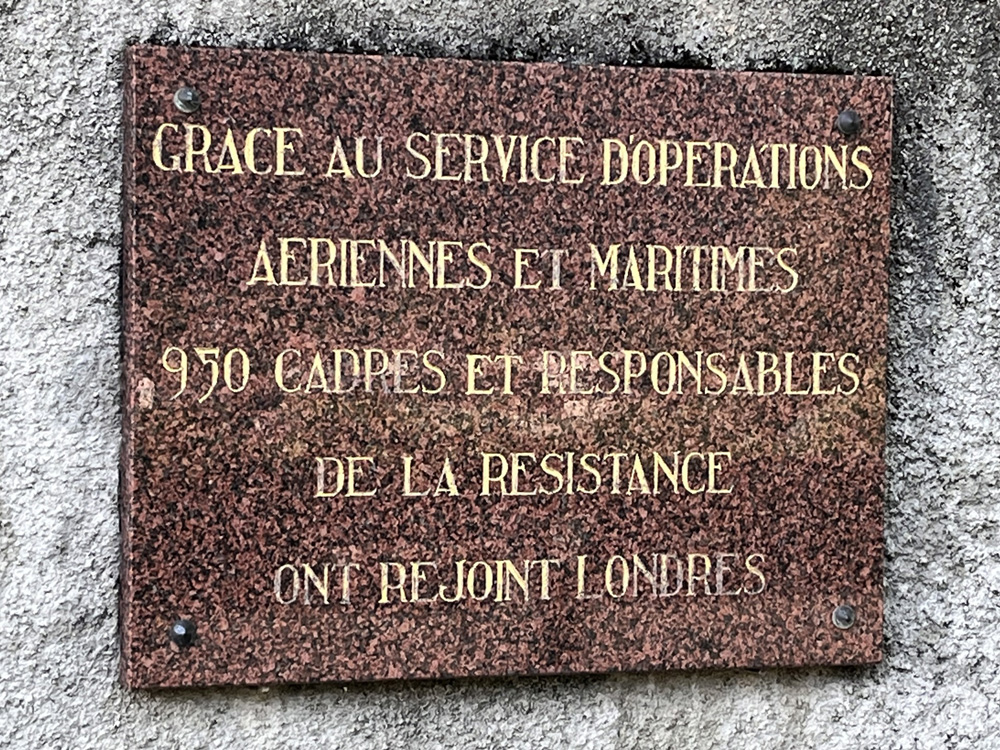 GRACE AU SERVICE D'OPERATIONS
AERIENNES ET MARITIMES
950 CADRES ET RESPONSABLES
DE LA RESISTANCE
ONT REJOINT LONDRES